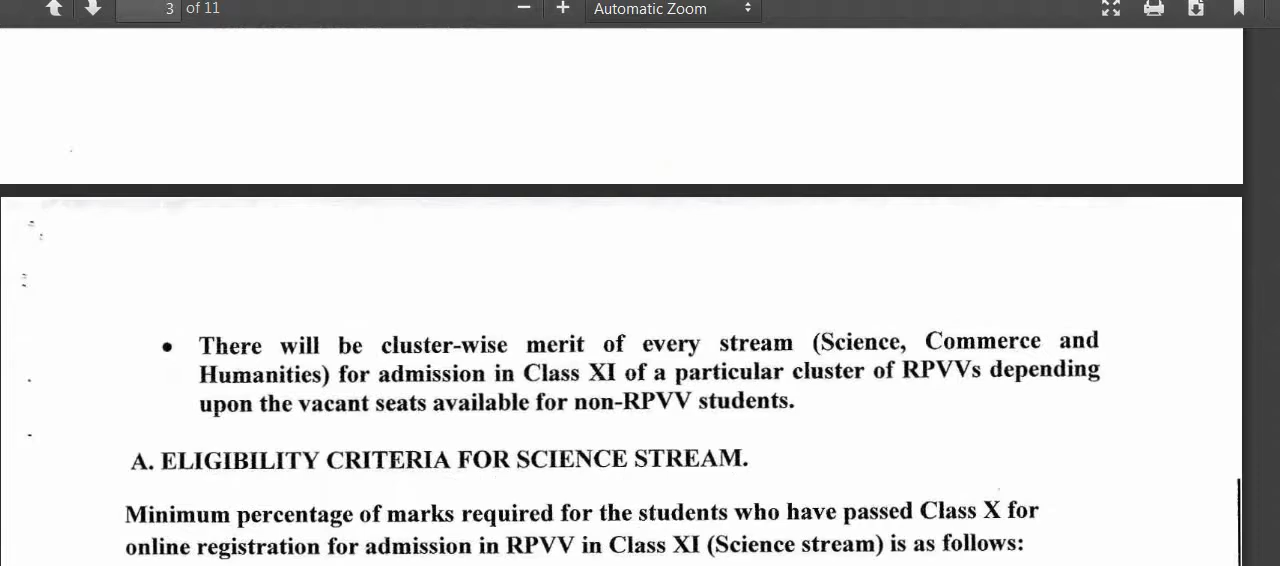 3 of 11
Automatic Zoom
• There will be cluster-wise merit of every stream (Science, Commerce and
Humanities) for admission in Class XI of a particular cluster of RPVVs depending
upon the vacant seats available for non-RPVV students.
A. ELIGIBILITY CRITERIA FOR SCIENCE STREAM.
Minimum percentage of marks required for the students who have passed Class X for
online registration for admission in RPVV in Class XI (Science stream) is as follows: